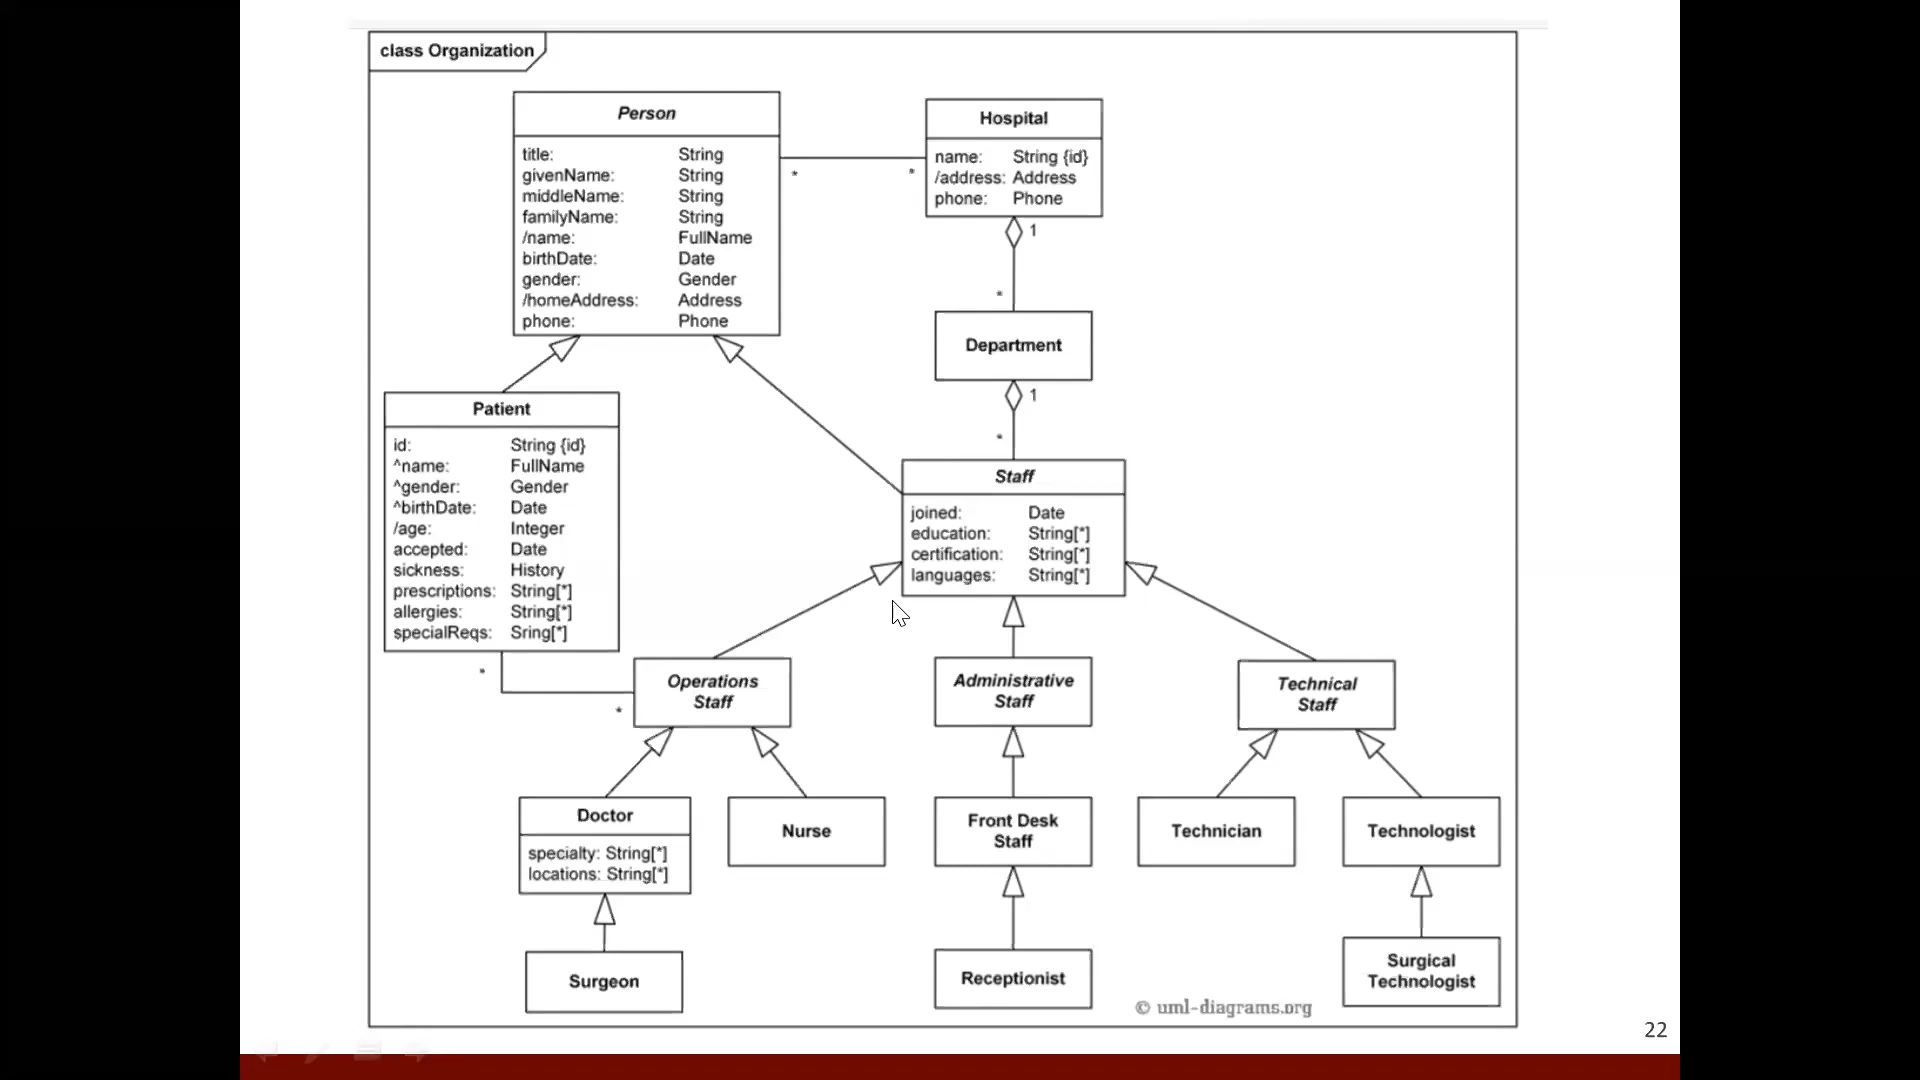 class Organization
Person
title: String
givenName: String
middleName: String
familyName: String
/name: FullName
birthDate: Date
gender: Gender
/homeAddress: Address
phone: Phone
* *
Hospital
name: String {id}
/address: Address
phone: Phone
1
*
Department
1
*
Patient
id: String {id}
^name: FullName
^gender: Gender
^birthDate: Date
/age: Integer
accepted: Date
sickness: History
prescriptions: String[*]
allergies: String[*]
specialReqs: Sring[*]
*
*
Staff
joined: Date
education: String[*]
certification: String[*]
languages: String[*]
Operations
Staff
Administrative
Staff
Technical
Staff
Doctor
specialty: String[*]
locations: String[*]
Nurse
Front Desk
Staff
Technician
Technologist
Surgeon
Receptionist
Surgical
Technologist
© uml-diagrams.org
22